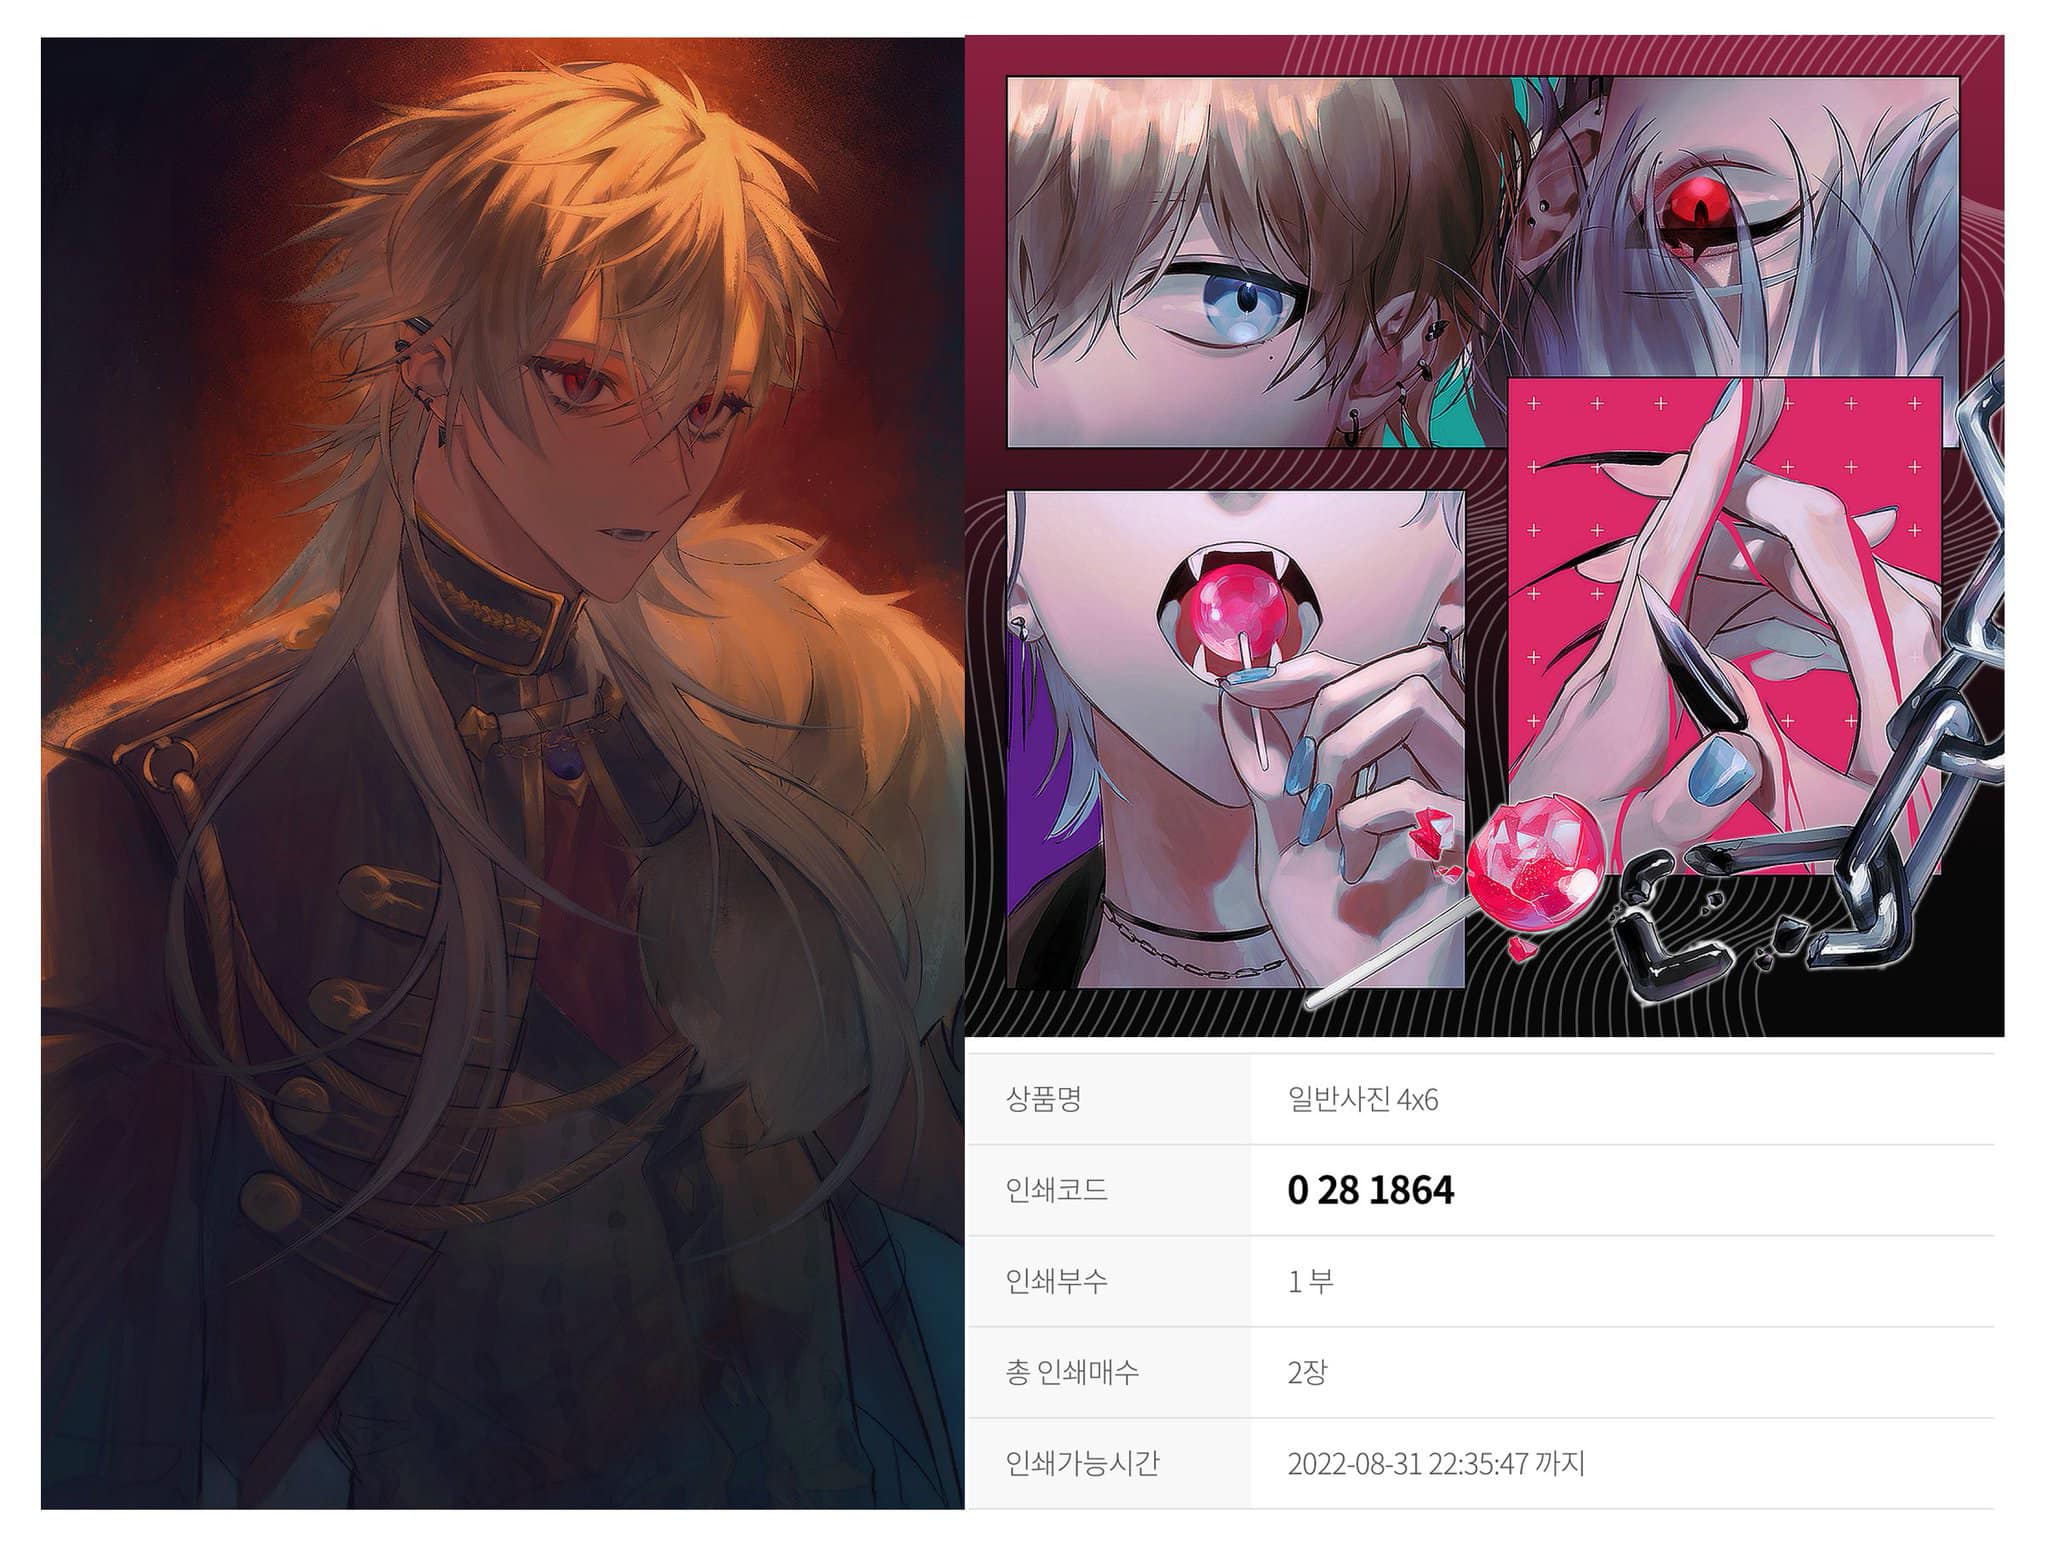 상품명 일반사진 4x6
인쇄코드 0 28 1864
인쇄부수 1 부
총 인쇄매수 2장
인쇄가능시간 2022-08-31 22:35:47 까지